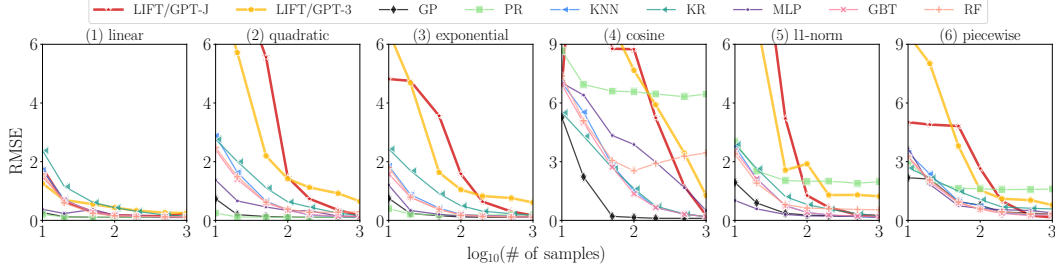 LIFT/GPT-J LIFT/GPT-3 GP PR KNN KR MLP GBT RF
(1) linear (2) quadratic (3) exponential (4) cosine (5) l1-norm (6) piecewise
RMSE
6 6 6 9 6 6
4 4 4 6 4 4
2 2 2 3 2 2
0 0 0 0 0 0
1 2 3 1 2 3 1 2 3 1 2 3 1 2 3 1 2 3
log10(# of samples)